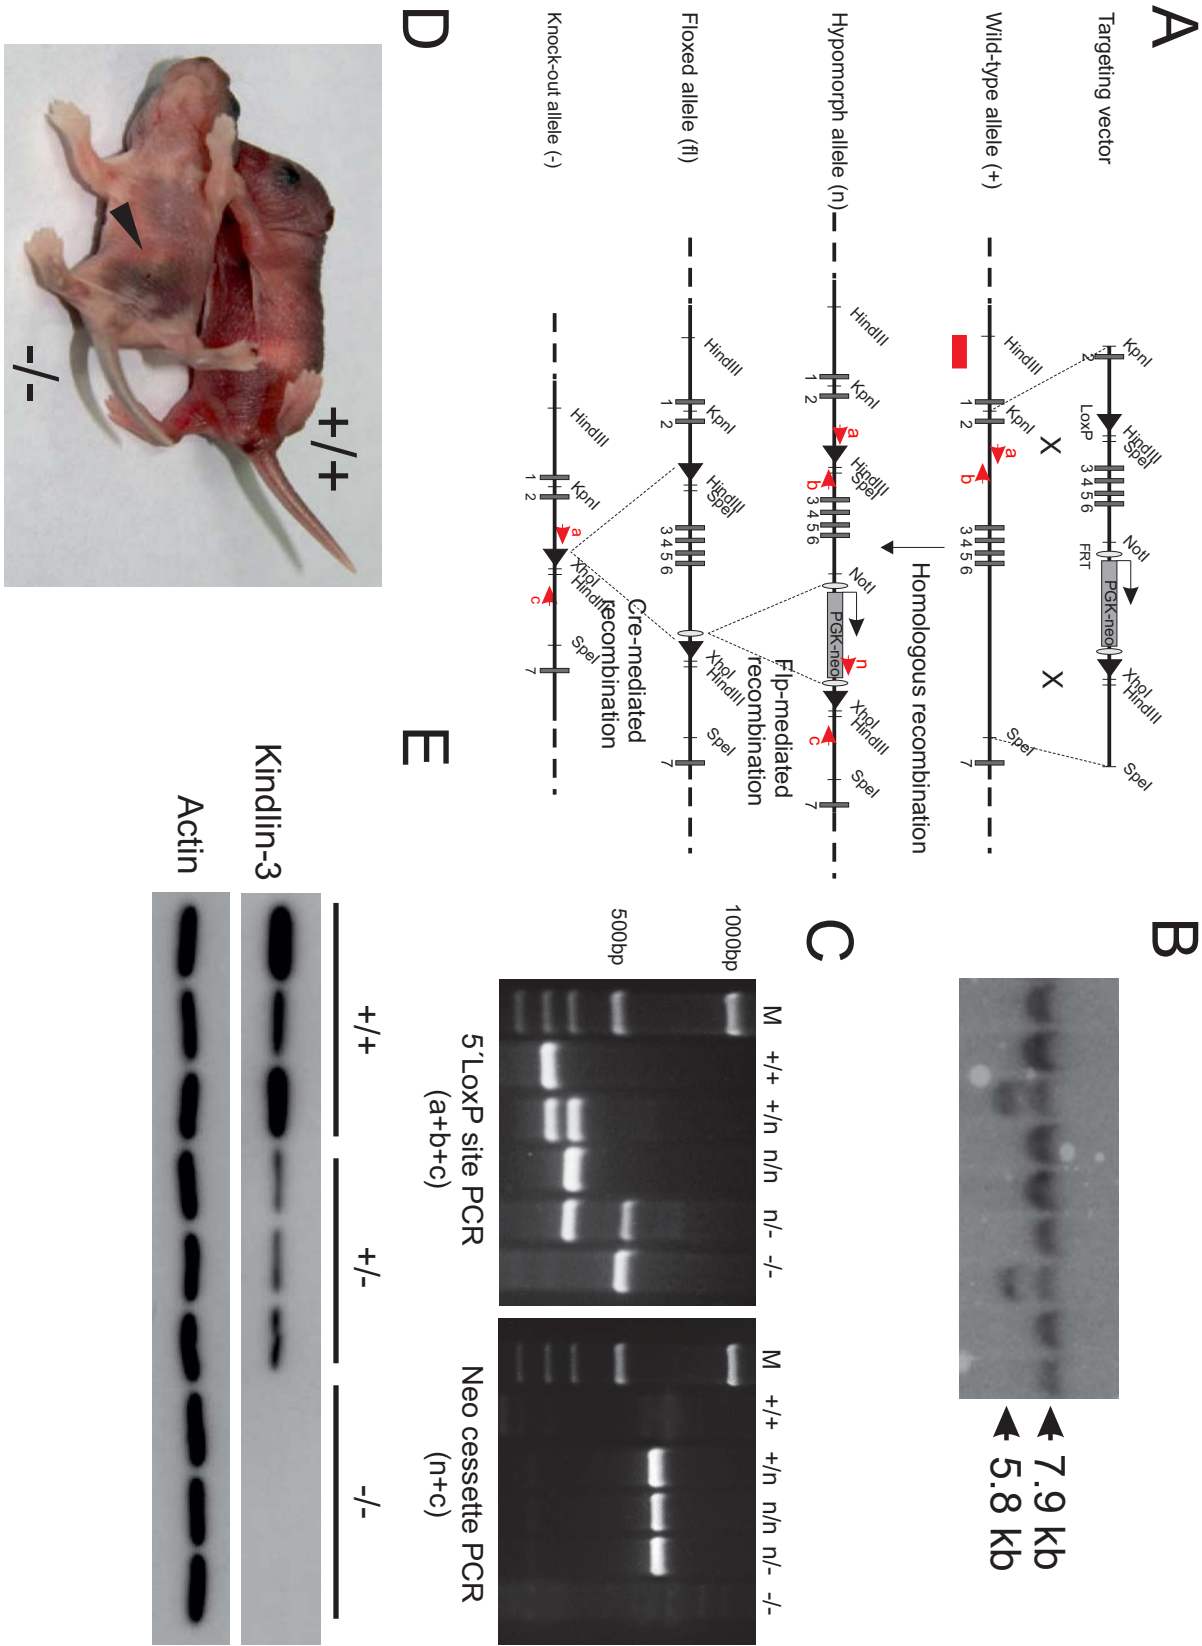 A
Targeting vector
KpnI
2
LoxP
HindIII
SpeI
3 4 5 6
NotI
FRT
PGK-neo
XhoI
HindIII
SpeI
X
X
Wild-type allele (+)
HindIII
1
KpnI
2
a
b
3 4 5 6
SpeI
7
Homologous recombination
Hypomorph allele (n)
HindIII
1
KpnI
2
a
HindIII
SpeI
b
3 4 5 6
NotI
PGK-neo
n
XhoI
HindIII
c
SpeI
7
Flp-mediated
recombination
Floxed allele (fl)
HindIII
1
KpnI
2
HindIII
SpeI
3 4 5 6
XhoI
HindIII
SpeI
7
Cre-mediated
recombination
Knock-out allele (-)
HindIII
1
KpnI
2
a
XhoI
HindIII
c
SpeI
7
B
7.9 kb
5.8 kb
C
M +/+ +/n n/n n/- -/-
M +/+ +/n n/n n/- -/-
1000bp
500bp
5´LoxP site PCR
(a+b+c)
Neo cessette PCR
(n+c)
D
+/+
-/-
E
+/+ +/- -/-
Kindlin-3
Actin